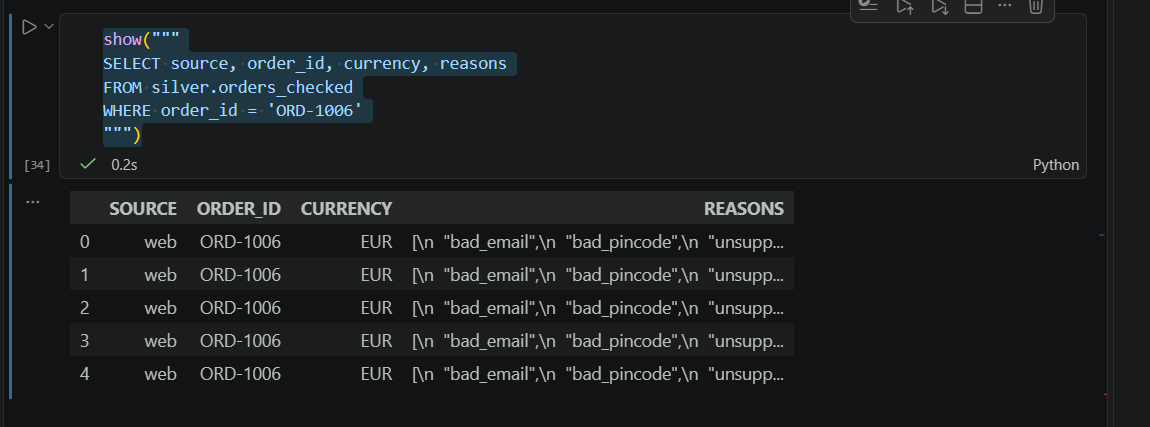 show("""
SELECT source, order_id, currency, reasons
FROM silver.orders_checked
WHERE order_id = 'ORD-1006'
""")
[34] 0.2s Python
SOURCE ORDER_ID CURRENCY REASONS
0 web ORD-1006 EUR [\n "bad_email",\n "bad_pincode",\n "unsupp...
1 web ORD-1006 EUR [\n "bad_email",\n "bad_pincode",\n "unsupp...
2 web ORD-1006 EUR [\n "bad_email",\n "bad_pincode",\n "unsupp...
3 web ORD-1006 EUR [\n "bad_email",\n "bad_pincode",\n "unsupp...
4 web ORD-1006 EUR [\n "bad_email",\n "bad_pincode",\n "unsupp...